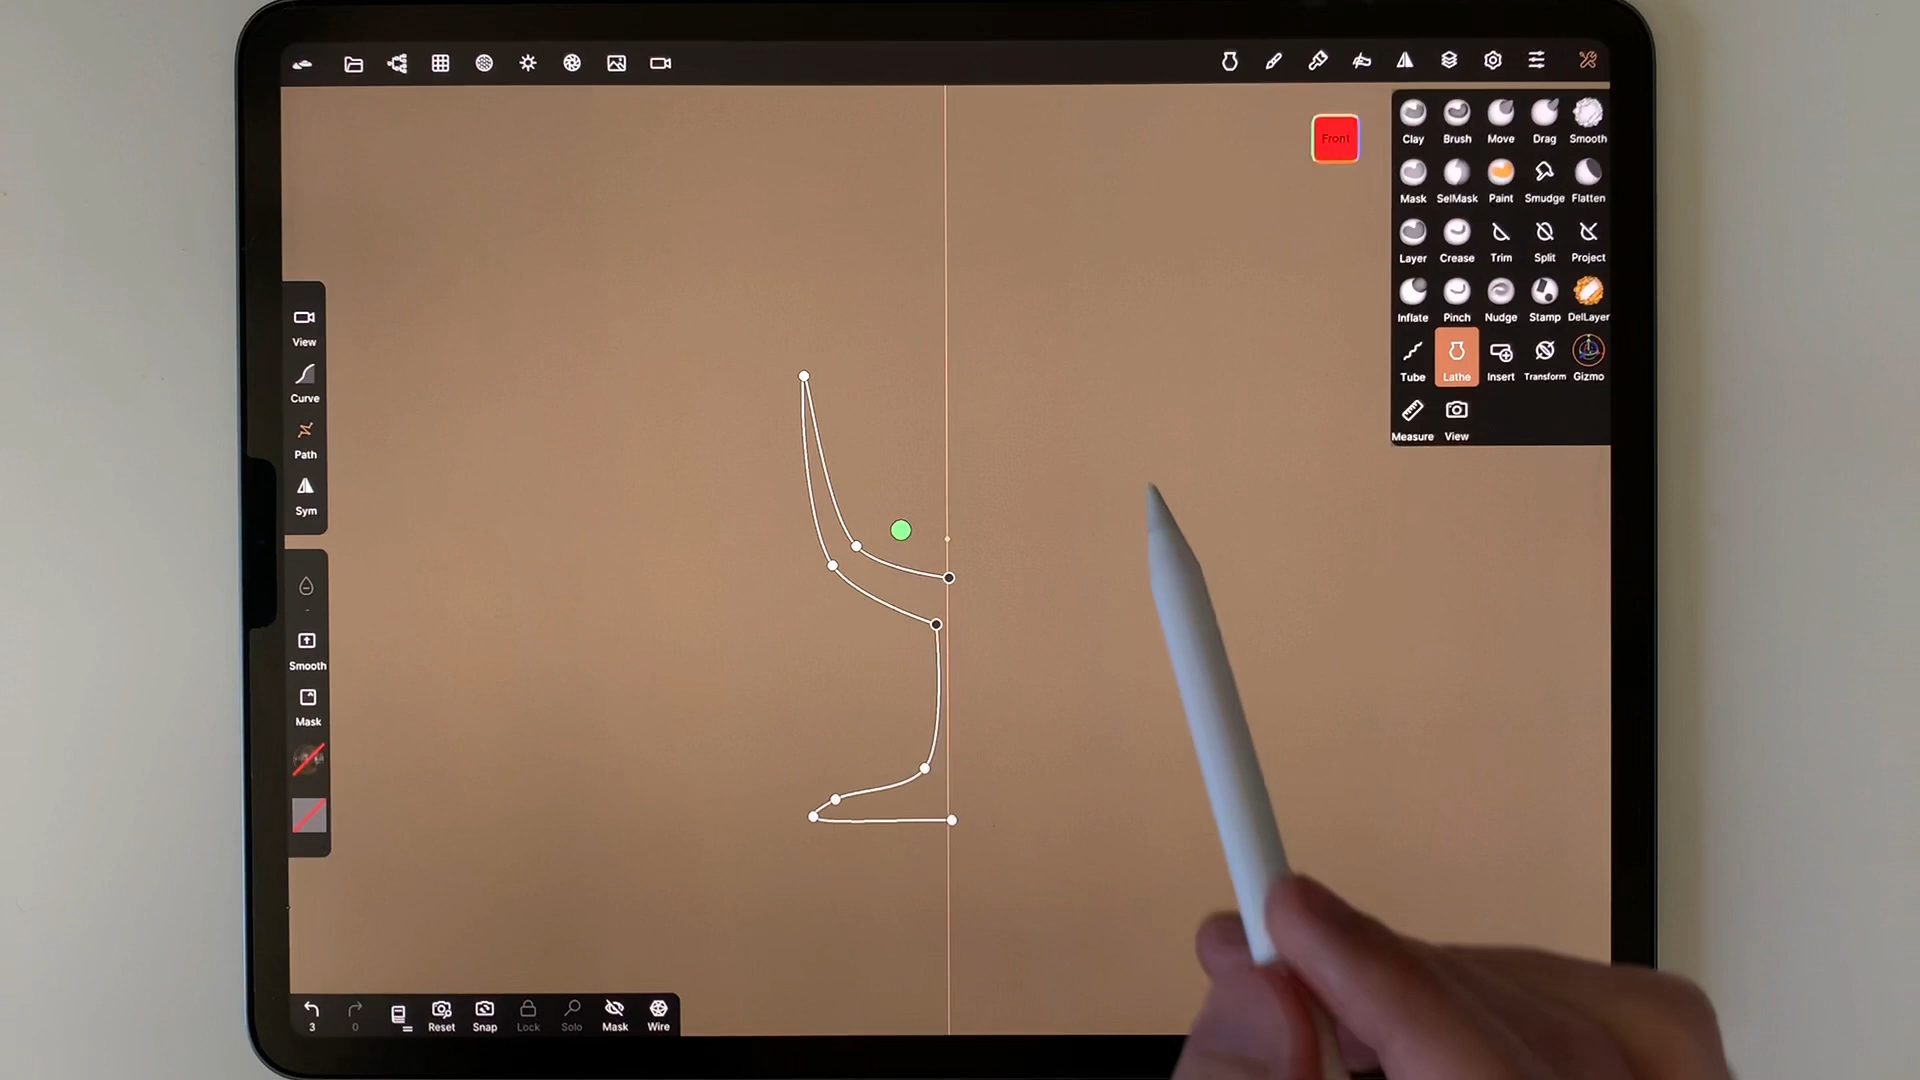 Front
Clay Brush Move Drag Smooth
Mask SelMask Paint Smudge Flatten
Layer Crease Trim Split Project
Inflate Pinch Nudge Stamp DelLayer
Tube Lathe Insert Transform Gizmo
Measure View
View
Curve
Path
Sym
Smooth
Mask
3 0 Reset Snap Lock Solo Mask Wire